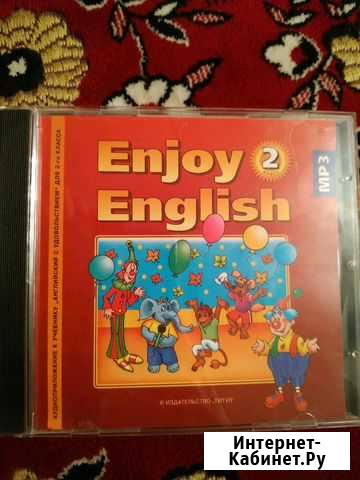 АУДИОПРИЛОЖЕНИЕ К УЧЕБНИКУ „АНГЛИЙСКИЙ С УДОВОЛЬСТВИЕМ" ДЛЯ 2-го КЛАССА
Enjoy 2
English
MP3
© ИЗДАТЕЛЬСТВО „ТИТУЛ"
Интернет-
Кабинет.Ру